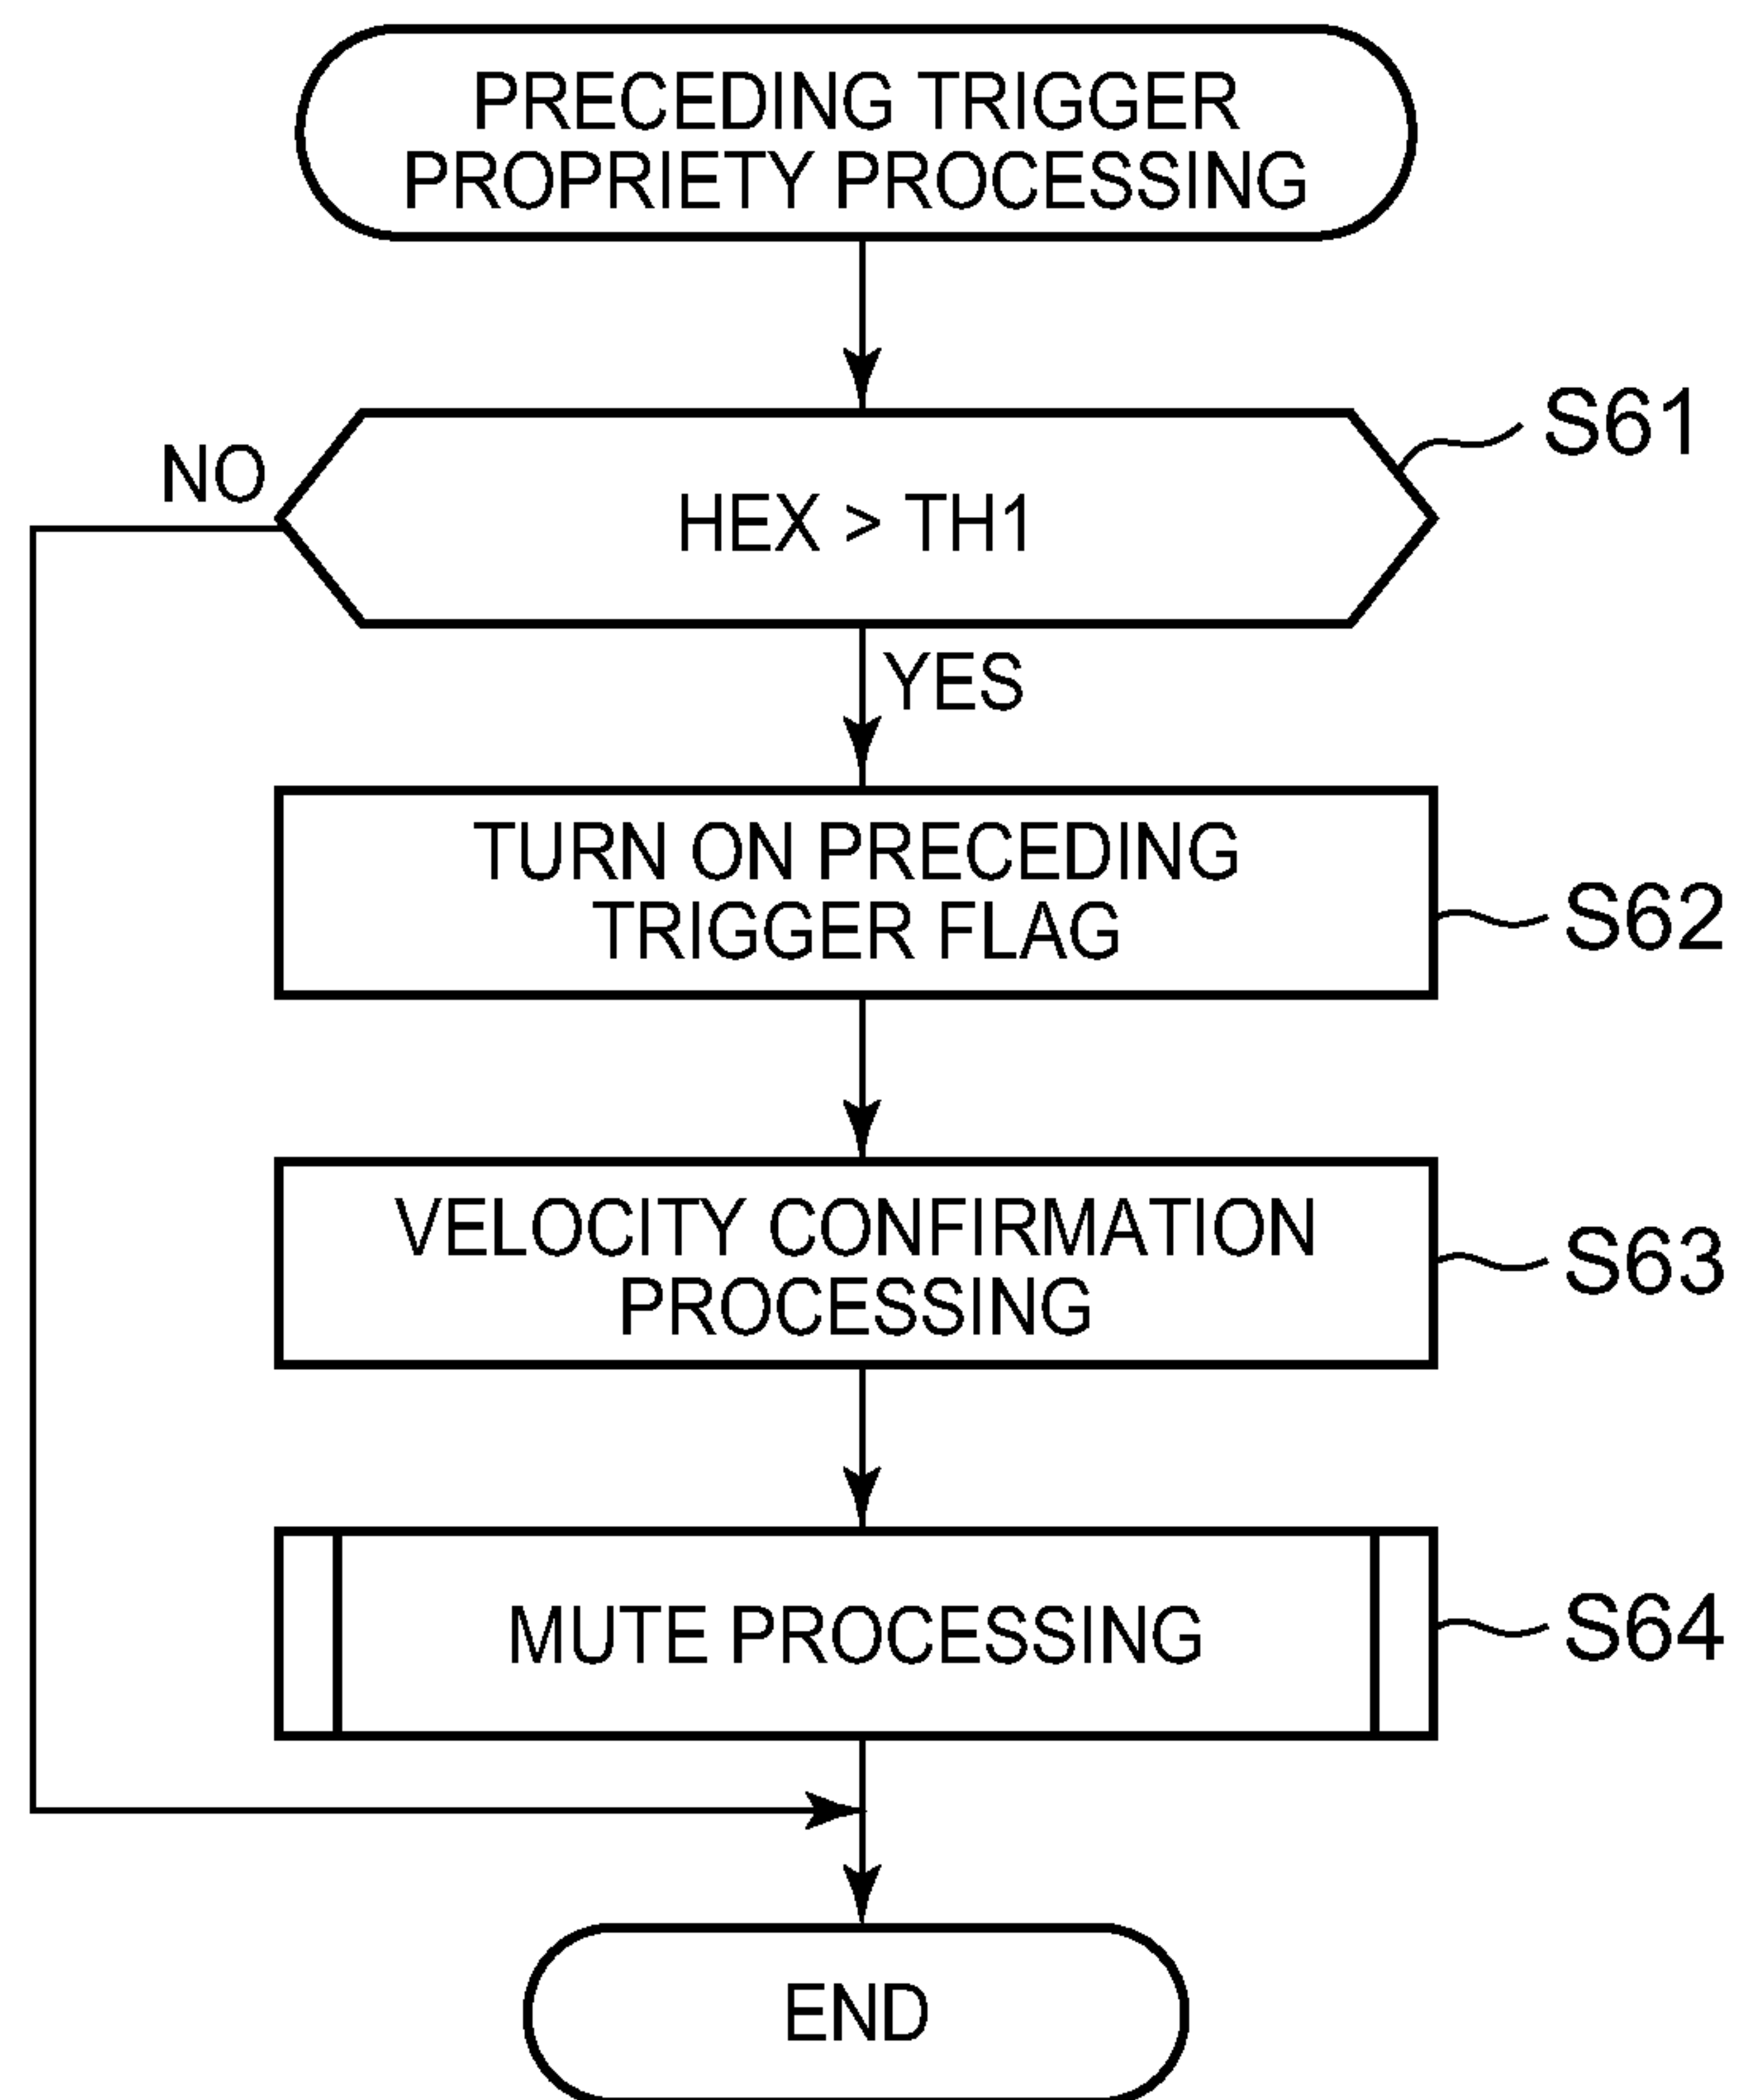 PRECEDING TRIGGER
PROPRIETY PROCESSING
S61
NO
HEX > TH1
YES
TURN ON PRECEDING
TRIGGER FLAG
S62
VELOCITY CONFIRMATION
PROCESSING
S63
MUTE PROCESSING
S64
END